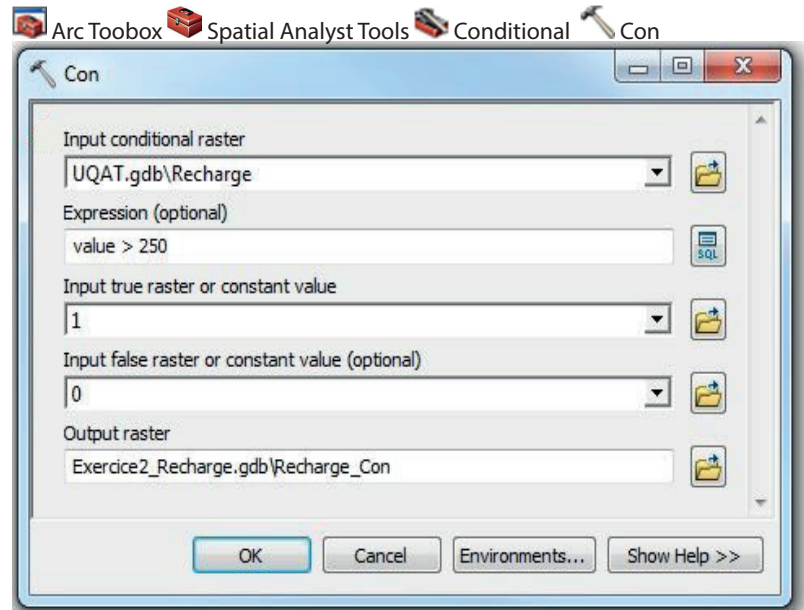 Arc Toobox Spatial Analyst Tools Conditional Con
Con
Input conditional raster
UQAT.gdb\Recharge
Expression (optional)
value > 250
SQL
Input true raster or constant value
1
Input false raster or constant value (optional)
0
Output raster
Exercice2_Recharge.gdb\Recharge_Con
OK Cancel Environments... Show Help >>